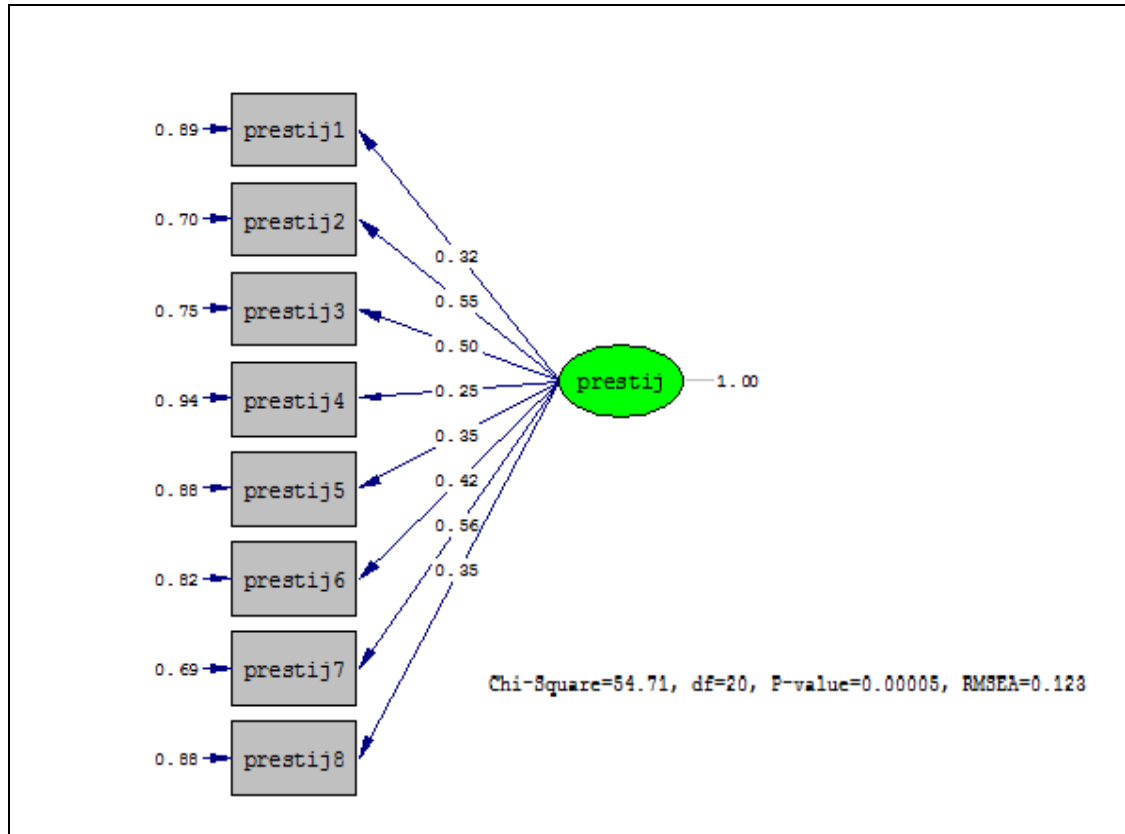 0.89 prestij1
0.70 prestij2
0.32
0.55
0.75 prestij3
0.50
prestij 1.00
0.94 prestij4
0.25
0.35
0.88 prestij5
0.42
0.56
0.82 prestij6
0.35
0.69 prestij7
Chi-Square=54.71, df=20, P-value=0.00005, RMSEA=0.123
0.88 prestij8